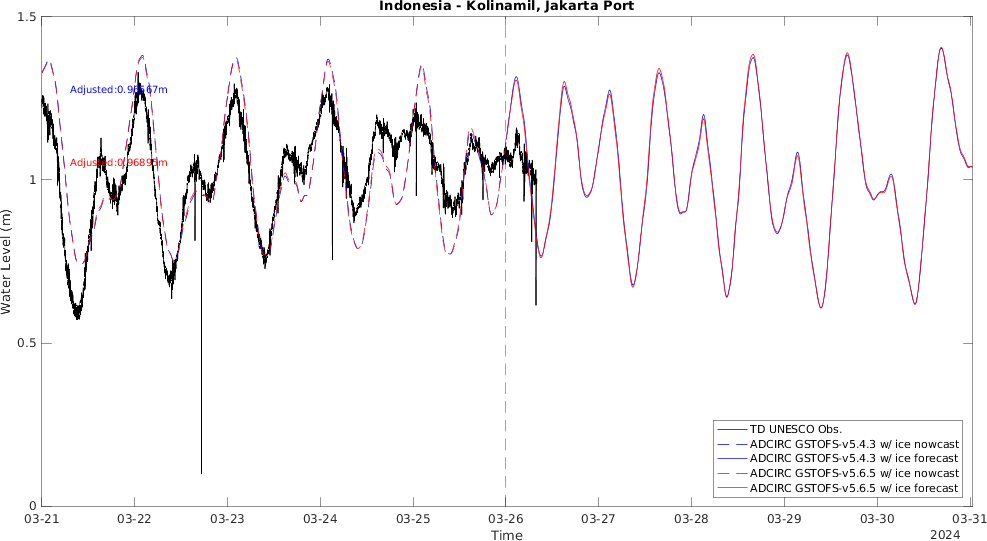 Indonesia - Kolinamil, Jakarta Port
1.5
1
0.5
0
Water Level (m)
Adjusted:0.96567m
03-21
03-22
03-23
03-24
03-25
03-26
03-27
03-28
03-29
03-30
03-31
Time
2024
TD UNESCO Obs.
ADCIRC GSTOFS-v5.4.3 w/ ice nowcast
ADCIRC GSTOFS-v5.4.3 w/ ice forecast
ADCIRC GSTOFS-v5.6.5 w/ ice nowcast
ADCIRC GSTOFS-v5.6.5 w/ ice forecast